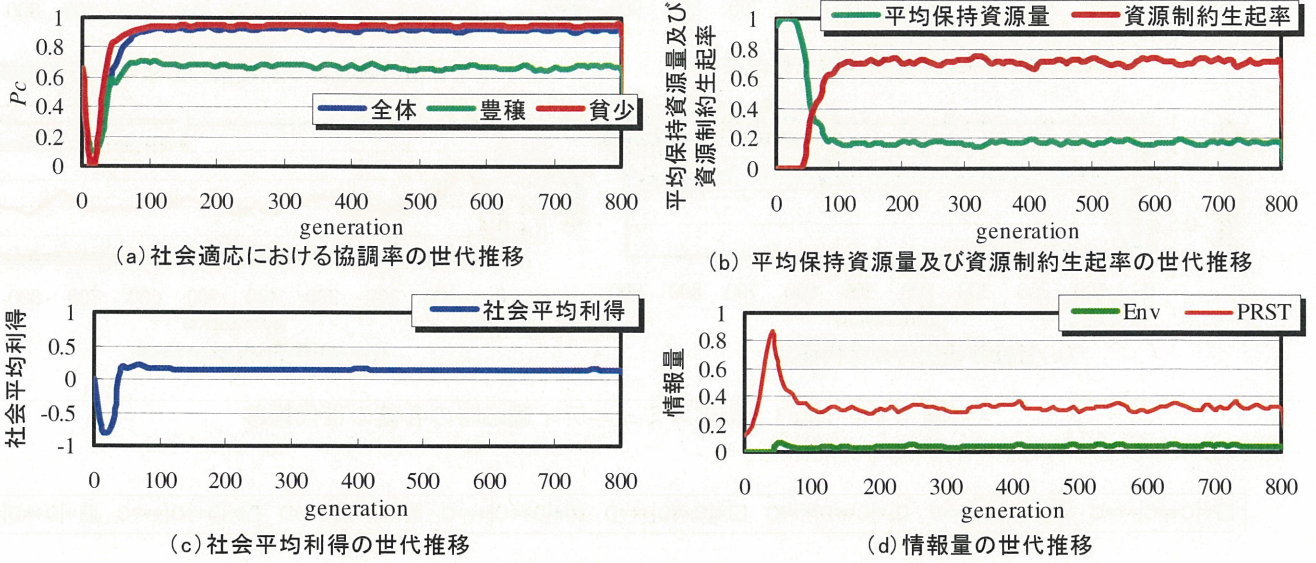 1
0.8
0.6
0.4
0.2
0
Pc
全体 豊穣 貧少
0 100 200 300 400 500 600 700 800
generation
(a)社会適応における協調率の世代推移
平均保持資源量及び
資源制約生起率
平均保持資源量 資源制約生起率
1
0.8
0.6
0.4
0.2
0
0 100 200 300 400 500 600 700 800
generation
(b) 平均保持資源量及び資源制約生起率の世代推移
社会平均利得
社会平均利得
1
0.5
0
-0.5
-1
0 100 200 300 400 500 600 700 800
generation
(c)社会平均利得の世代推移
情報量
Env PRST
1
0.8
0.6
0.4
0.2
0
0 100 200 300 400 500 600 700 800
generation
(d)情報量の世代推移